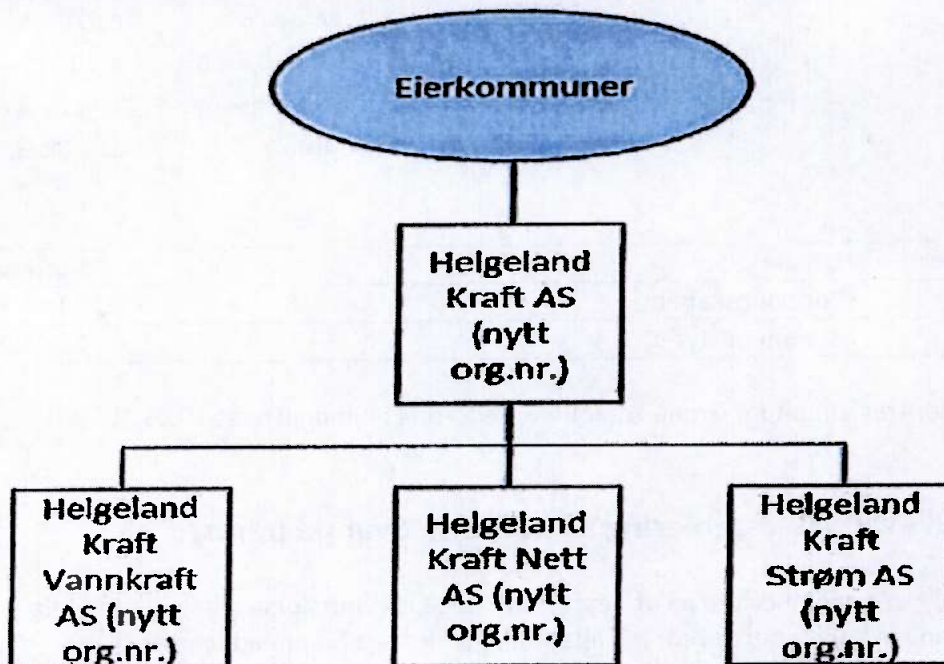 Eierkommuner
Helgeland
Kraft AS
(nytt
org.nr.)
Helgeland
Kraft
Vannkraft
AS (nytt
org.nr.)
Helgeland
Kraft Nett
AS (nytt
org.nr.)
Helgeland
Kraft
Strøm AS
(nytt
org.nr.)